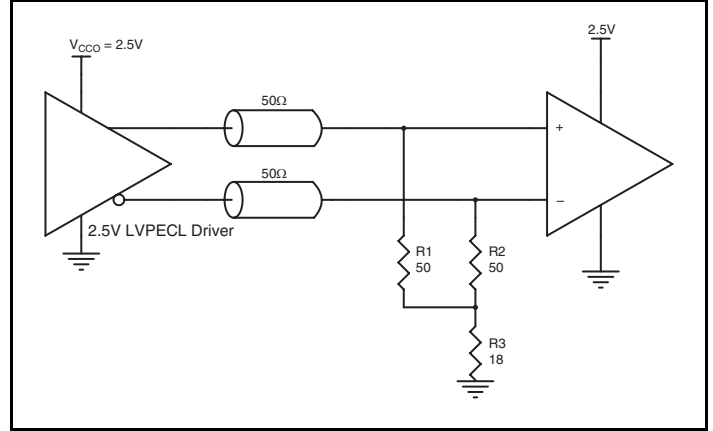 V_CCO = 2.5V
2.5V
50Ω
+
50Ω
–
2.5V LVPECL Driver
R1
50
R2
50
R3
18